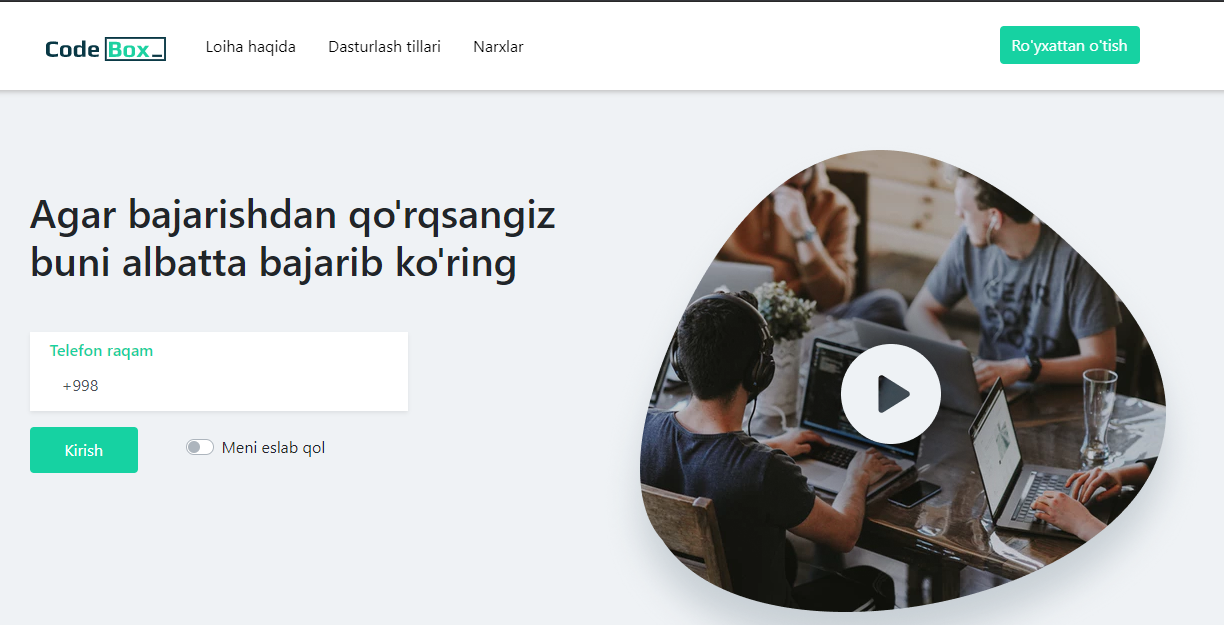 Code Box_
Loiha haqida
Dasturlash tillari
Narxlar
Ro'yxattan o'tish
Agar bajarishdan qo'rqsangiz
buni albatta bajarib ko'ring
Telefon raqam
+998
Kirish
Meni eslab qol